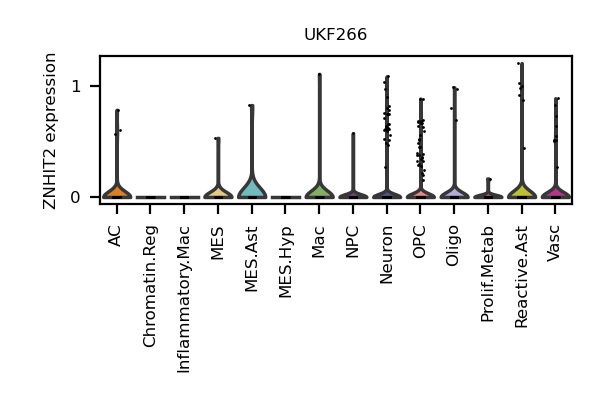 UKF266
ZNHIT2 expression
1
0
AC
Chromatin.Reg
Inflammatory.Mac
MES
MES.Ast
MES.Hyp
Mac
NPC
Neuron
OPC
Oligo
Prolif.Metab
Reactive.Ast
Vasc